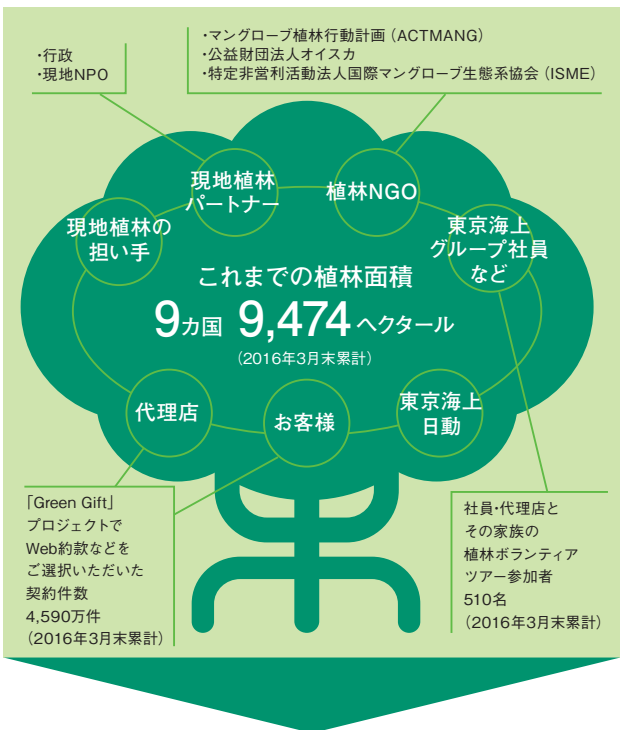 ・行政
・現地NPO
・マングローブ植林行動計画（ACTMANG）
・公益財団法人オイスカ
・特定非営利活動法人国際マングローブ生態系協会（ISME）
現地植林
パートナー
植林NGO
現地植林の
担い手
東京海上
グループ社員
など
これまでの植林面積
9カ国 9,474ヘクタール
（2016年3月末累計）
代理店
お客様
東京海上
日動
「Green Gift」
プロジェクトで
Web約款などを
ご選択いただいた
契約件数
4,590万件
（2016年3月末累計）
社員・代理店と
その家族の
植林ボランティア
ツアー参加者
510名
（2016年3月末累計）